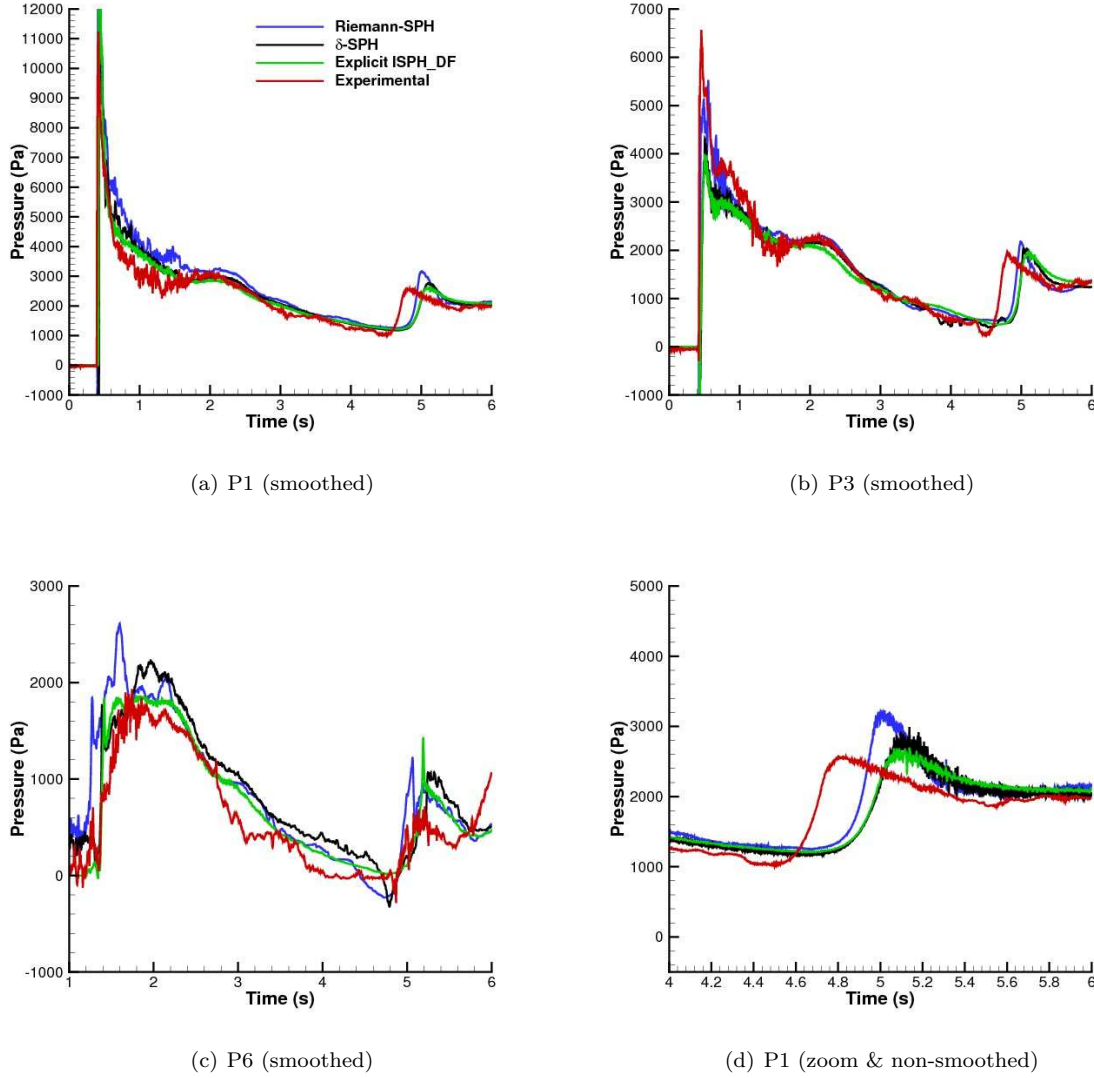 12000
11000
10000
9000
8000
7000
6000
5000
4000
3000
2000
1000
0
-1000
Pressure (Pa)
0 1 2 3 4 5 6
Time (s)
Riemann-SPH
δ-SPH
Explicit ISPH_DF
Experimental
(a) P1 (smoothed)
7000
6000
5000
4000
3000
2000
1000
0
-1000
Pressure (Pa)
0 1 2 3 4 5 6
Time (s)
(b) P3 (smoothed)
3000
2000
1000
0
-1000
Pressure (Pa)
1 2 3 4 5 6
Time (s)
(c) P6 (smoothed)
5000
4000
3000
2000
1000
0
Pressure (Pa)
4 4.2 4.4 4.6 4.8 5 5.2 5.4 5.6 5.8 6
Time (s)
(d) P1 (zoom & non-smoothed)